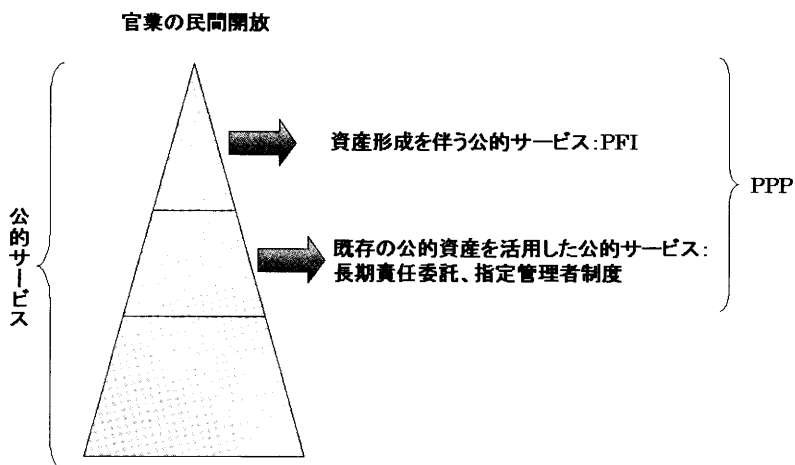 官業の民間開放
公的サービス
資産形成を伴う公的サービス:PFI
既存の公的資産を活用した公的サービス:
長期責任委託、指定管理者制度
PPP